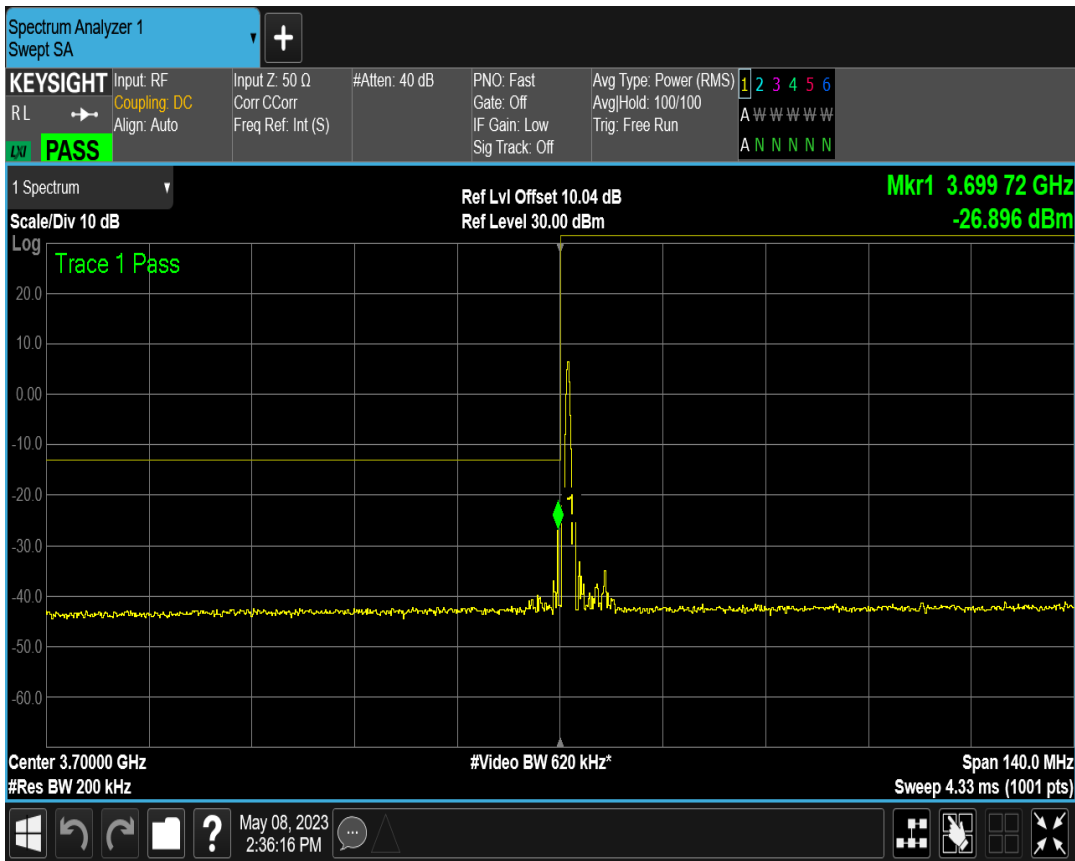 Spectrum Analyzer 1
Swept SA
KEYSIGHT
R L
LXI PASS
Input: RF
Coupling: DC
Align: Auto
Input Z: 50 Ω
Corr CCorr
Freq Ref: Int (S)
#Atten: 40 dB
PNO: Fast
Gate: Off
IF Gain: Low
Sig Track: Off
Avg Type: Power (RMS)
Avg|Hold: 100/100
Trig: Free Run
1 2 3 4 5 6
A W W W W W
A N N N N N
1 Spectrum
Scale/Div 10 dB
Ref Lvl Offset 10.04 dB
Ref Level 30.00 dBm
Mkr1 3.699 72 GHz
-26.896 dBm
Log
Trace 1 Pass
20.0
10.0
0.00
-10.0
-20.0
1
-30.0
-40.0
-50.0
-60.0
Center 3.70000 GHz
#Video BW 620 kHz*
Span 140.0 MHz
#Res BW 200 kHz
Sweep 4.33 ms (1001 pts)
?
May 08, 2023
2:36:16 PM